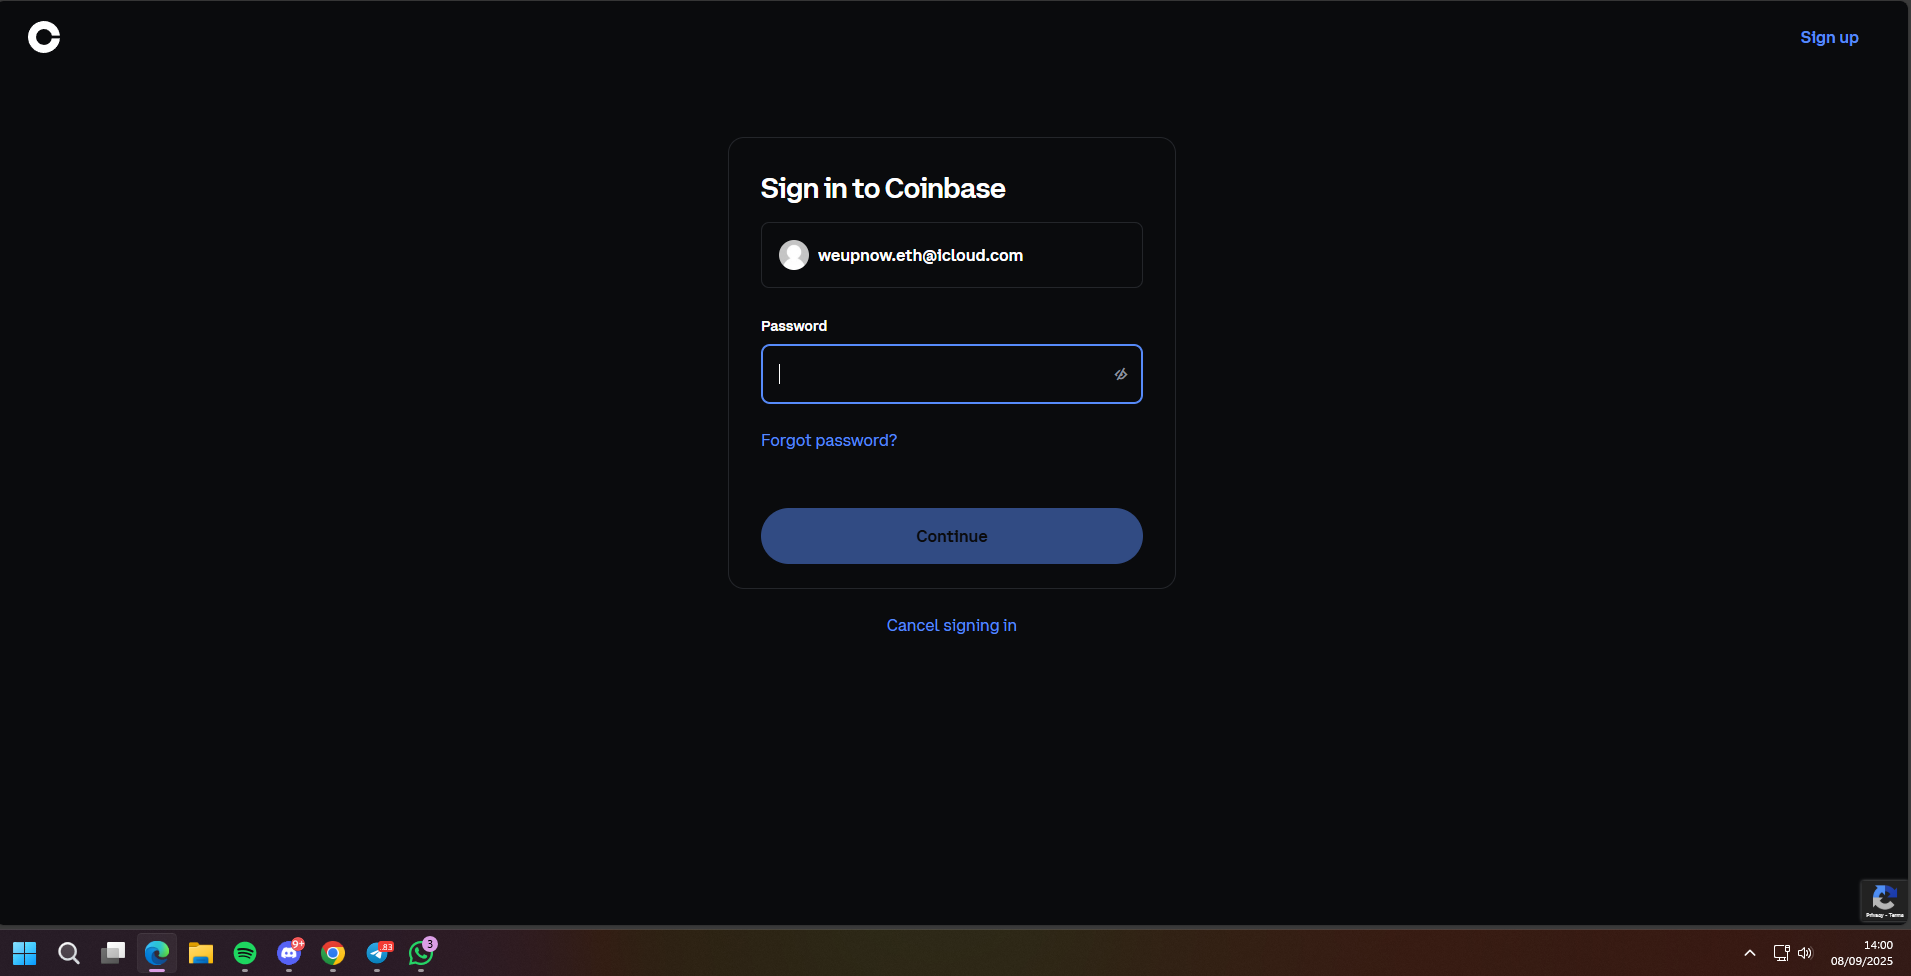 Sign up
Sign in to Coinbase
weupnow.eth@icloud.com
Password
Forgot password?
Continue
Cancel signing in
Privacy - Terms
9+
83
3
14:00
08/09/2025